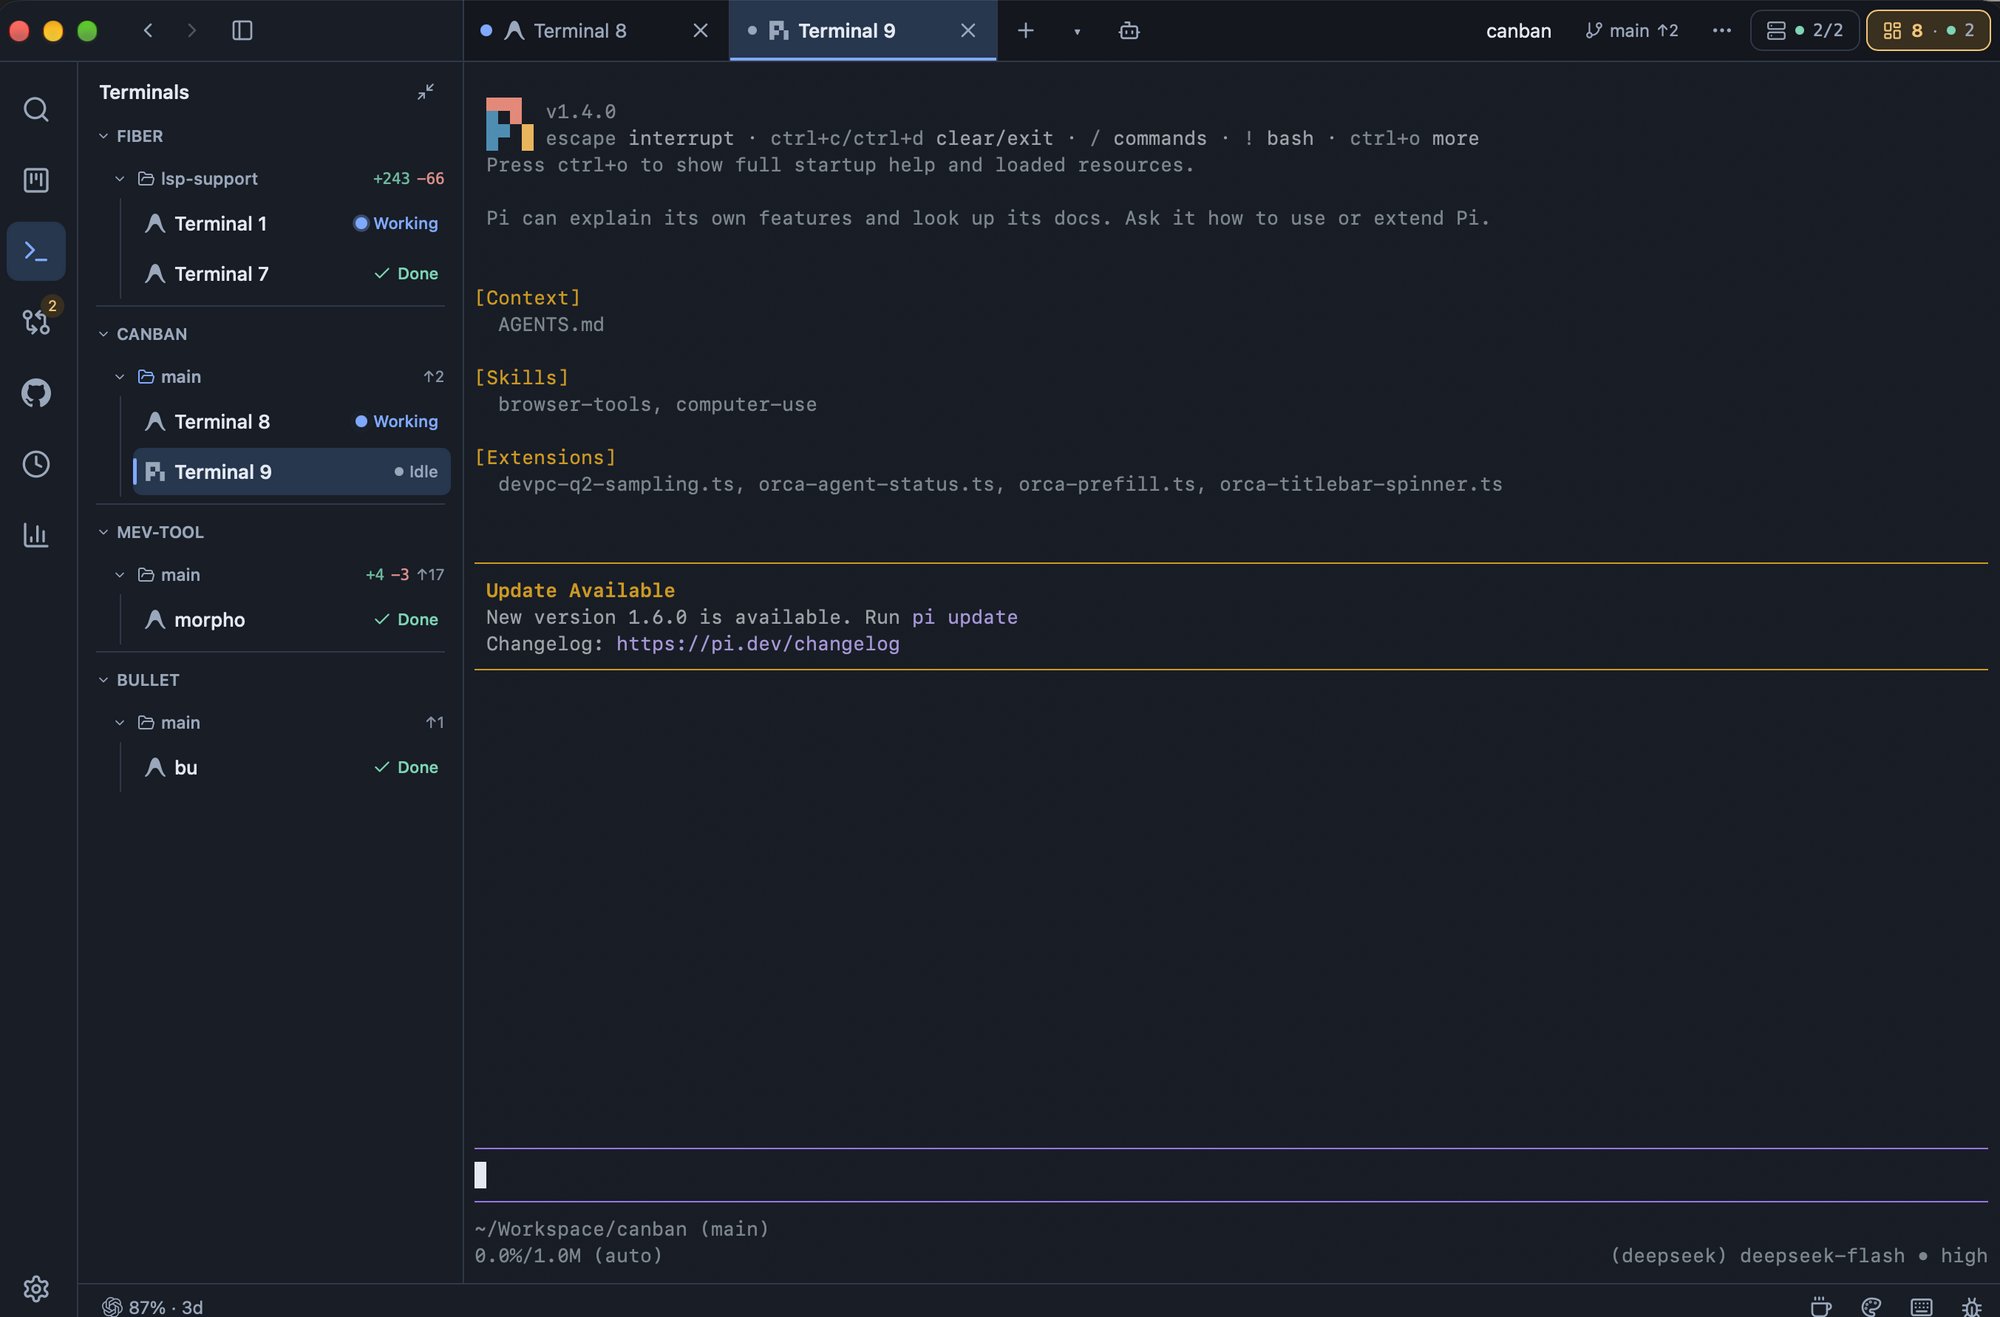 Terminal 8
Terminal 9
canban
main ↑2
2/2
8 · 2
Terminals
FIBER
lsp-support +243 −66
Terminal 1 Working
Terminal 7 Done
2
CANBAN
main ↑2
Terminal 8 Working
Terminal 9 Idle
MEV-TOOL
main +4 −3 ↑17
morpho Done
BULLET
main ↑1
bu Done
v1.4.0
escape interrupt · ctrl+c/ctrl+d clear/exit · / commands · ! bash · ctrl+o more
Press ctrl+o to show full startup help and loaded resources.
Pi can explain its own features and look up its docs. Ask it how to use or extend Pi.
[Context]
AGENTS.md
[Skills]
browser-tools, computer-use
[Extensions]
devpc-q2-sampling.ts, orca-agent-status.ts, orca-prefill.ts, orca-titlebar-spinner.ts
Update Available
New version 1.6.0 is available. Run pi update
Changelog: https://pi.dev/changelog
~/Workspace/canban (main)
0.0%/1.0M (auto) (deepseek) deepseek-flash • high
87% · 3d